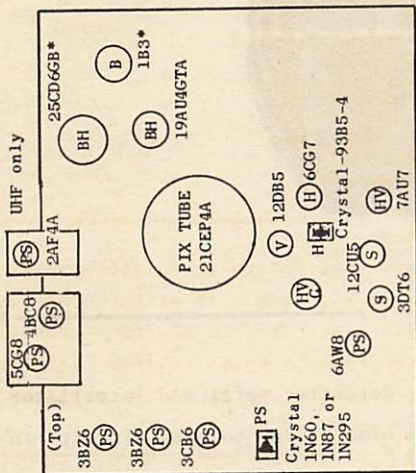 UHF only
25CD6GB*
B
1B3*
BH
BH
19AU4GTA
PS
2AF4A
5CG8
PS
4BC8
PS
(Top)
PIX TUBE
21CEP4A
3BZ6
PS
3BZ6
PS
3CB6
PS
V
12DB5
H
6CG7
H
Crystal-93B5-4
HV
C
HV
7AU7
12CU5
S
S
3DT6
6AW8
PS
PS
Crystal
1N60,
1N87 or
1N295